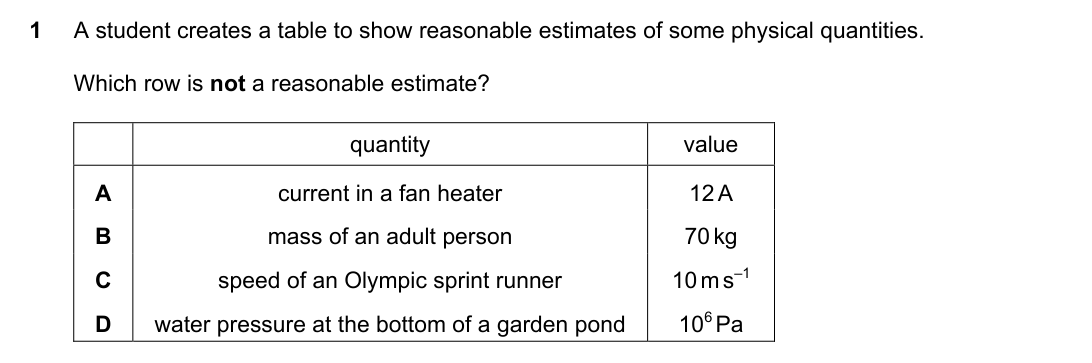 1 A student creates a table to show reasonable estimates of some physical quantities.
Which row is not a reasonable estimate?
quantity value
A current in a fan heater 12 A
B mass of an adult person 70 kg
C speed of an Olympic sprint runner 10 m s⁻¹
D water pressure at the bottom of a garden pond 10⁶ Pa